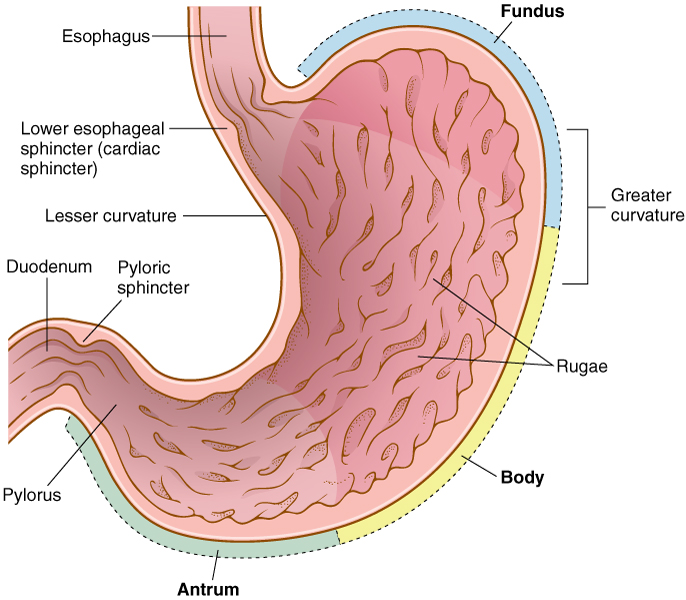 Fundus
Esophagus
Lower esophageal
sphincter (cardiac
sphincter)
Greater
curvature
Lesser curvature
Duodenum
Pyloric
sphincter
Rugae
Body
Pylorus
Antrum